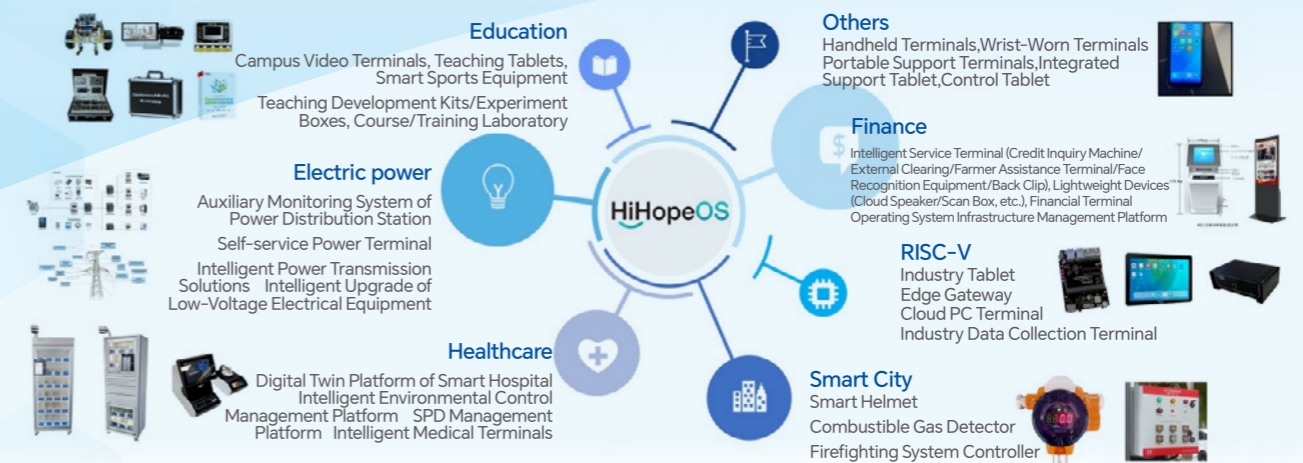 Education
Campus Video Terminals, Teaching Tablets,
Smart Sports Equipment
Teaching Development Kits/Experiment
Boxes, Course/Training Laboratory
Electric power
Auxiliary Monitoring System of
Power Distribution Station
Self-service Power Terminal
Intelligent Power Transmission
Solutions Intelligent Upgrade of
Low-Voltage Electrical Equipment
Healthcare
Digital Twin Platform of Smart Hospital
Intelligent Environmental Control
Management Platform SPD Management
Platform Intelligent Medical Terminals
HiHopeOS
Others
Handheld Terminals,Wrist-Worn Terminals
Portable Support Terminals,Integrated
Support Tablet,Control Tablet
Finance
Intelligent Service Terminal (Credit Inquiry Machine/
External Clearing/Farmer Assistance Terminal/Face
Recognition Equipment/Back Clip), Lightweight Devices
(Cloud Speaker/Scan Box, etc.), Financial Terminal
Operating System Infrastructure Management Platform
RISC-V
Industry Tablet
Edge Gateway
Cloud PC Terminal
Industry Data Collection Terminal
Smart City
Smart Helmet
Combustible Gas Detector
Firefighting System Controller